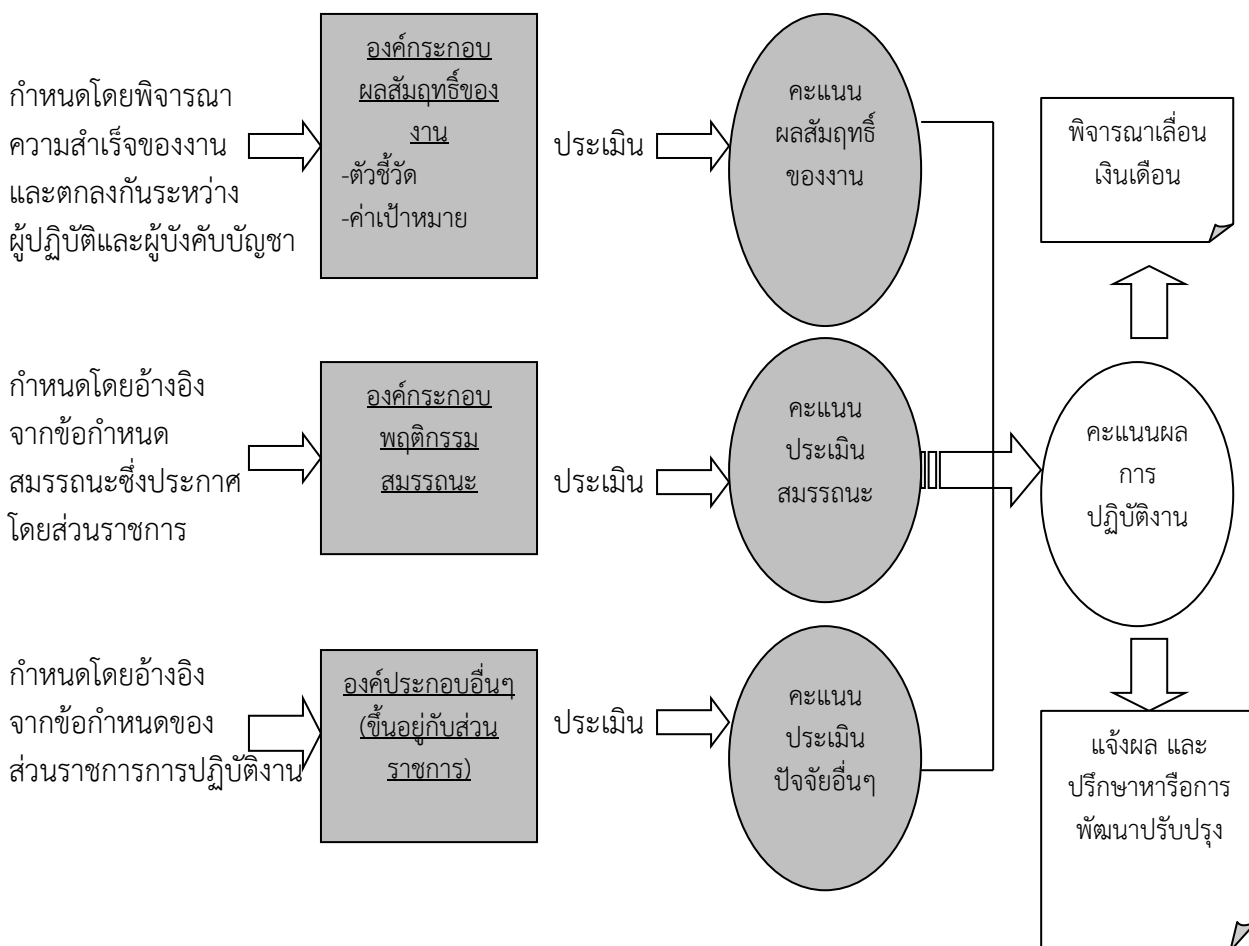 กำหนดโดยพิจารณา
ความสำเร็จของงาน
และตกลงกันระหว่าง
ผู้ปฏิบัติและผู้บังคับบัญชา
องค์กระกอบ
ผลสัมฤทธิ์ของ
งาน
-ตัวชี้วัด
-ค่าเป้าหมาย
ประเมิน
คะแนน
ผลสัมฤทธิ์
ของงาน
พิจารณาเลื่อน
เงินเดือน
กำหนดโดยอ้างอิง
จากข้อกำหนด
สมรรถนะซึ่งประกาศ
โดยส่วนราชการ
องค์กระกอบ
พฤติกรรม
สมรรถนะ
ประเมิน
คะแนน
ประเมิน
สมรรถนะ
คะแนนผล
การ
ปฏิบัติงาน
กำหนดโดยอ้างอิง
จากข้อกำหนดของ
ส่วนราชการการปฏิบัติงาน
องค์ประกอบอื่นๆ
(ขึ้นอยู่กับส่วน
ราชการ)
ประเมิน
คะแนน
ประเมิน
ปัจจัยอื่นๆ
แจ้งผล และ
ปรึกษาหารือการ
พัฒนาปรับปรุง